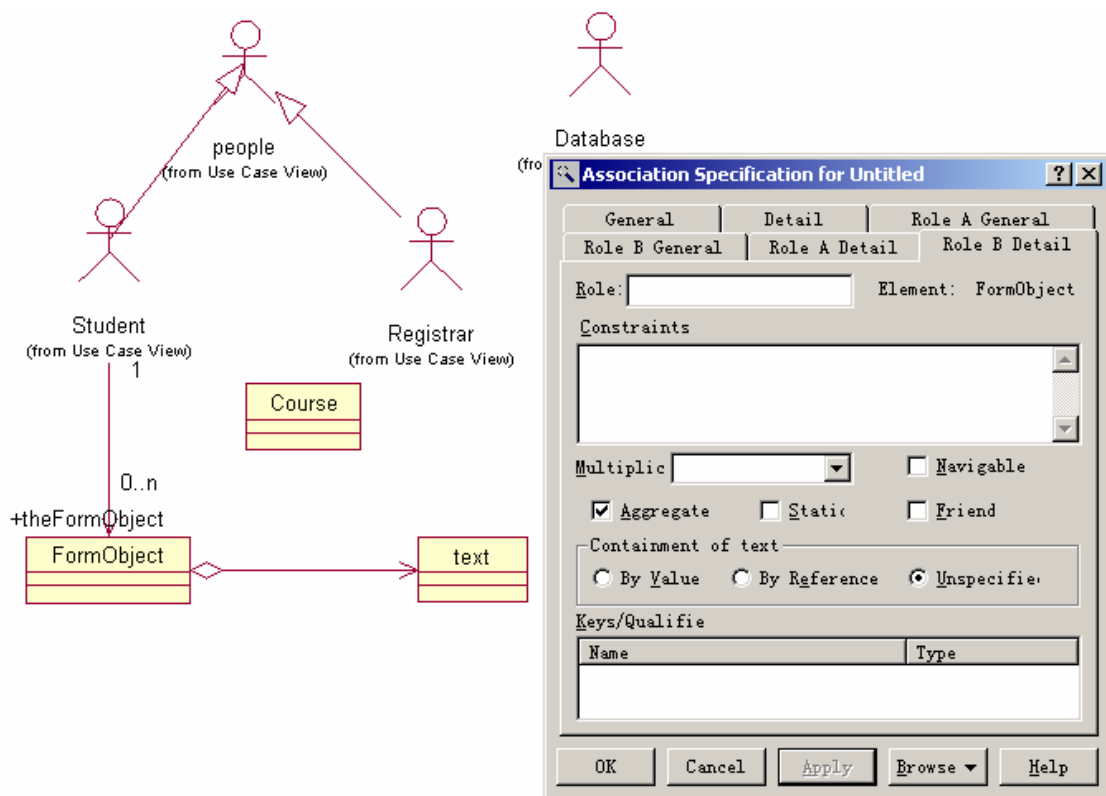 people
(from Use Case View)
Database
(fro
Student
(from Use Case View)
1
Registrar
(from Use Case View)
Course
0..n
+theFormObject
FormObject
text
Association Specification for Untitled
General Detail Role A General
Role B General Role A Detail Role B Detail
Role: Element: FormObject
Constraints
Multiplic Navigable
Aggregate Static Friend
Containment of text
By Value By Reference Unspecifie
Keys/Qualifie
Name Type
OK Cancel Apply Browse Help